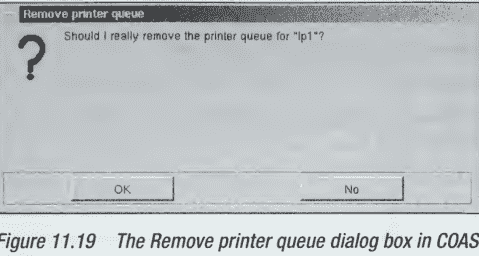 Remove printer queue
Should I really remove the printer queue for "lp1"?
OK
No
Figure 11.19 The Remove printer queue dialog box in COAS